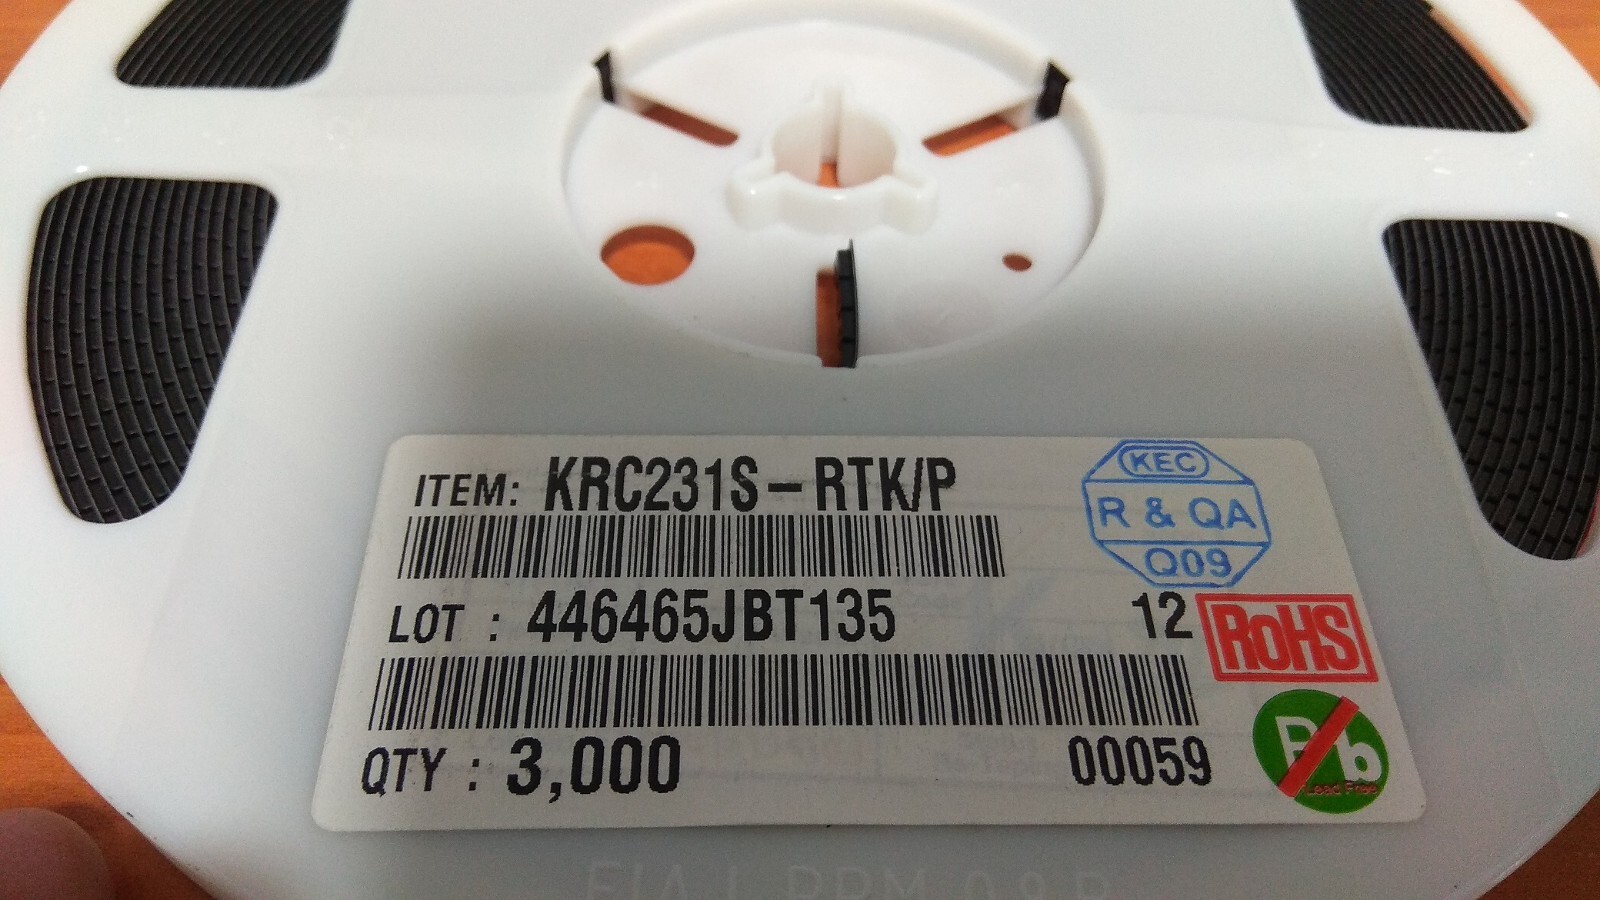 ITEM: KRC231S-RTK/P
KEC
R & QA
Q09
LOT : 446465JBT135 12
RoHS
QTY : 3,000 00059
Pb
Lead Free